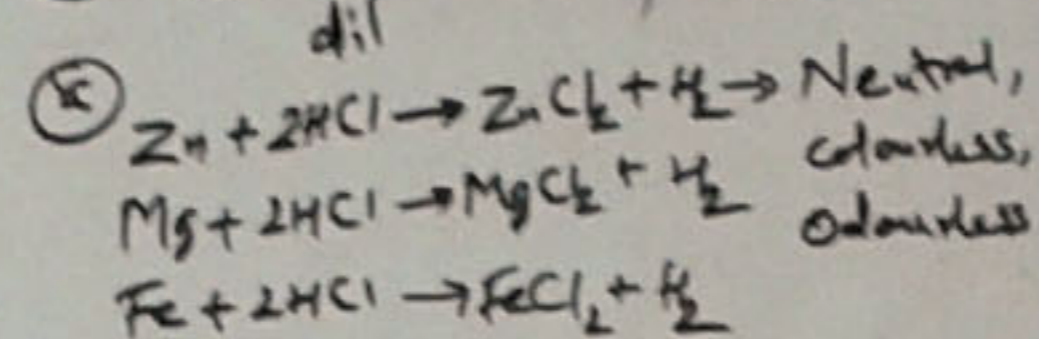 dil
Zn + 2HCl → ZnCl₂ + H₂ → Neutral,
colourless,
Mg + 2HCl → MgCl₂ + H₂
odourless
Fe + 2HCl → FeCl₂ + H₂